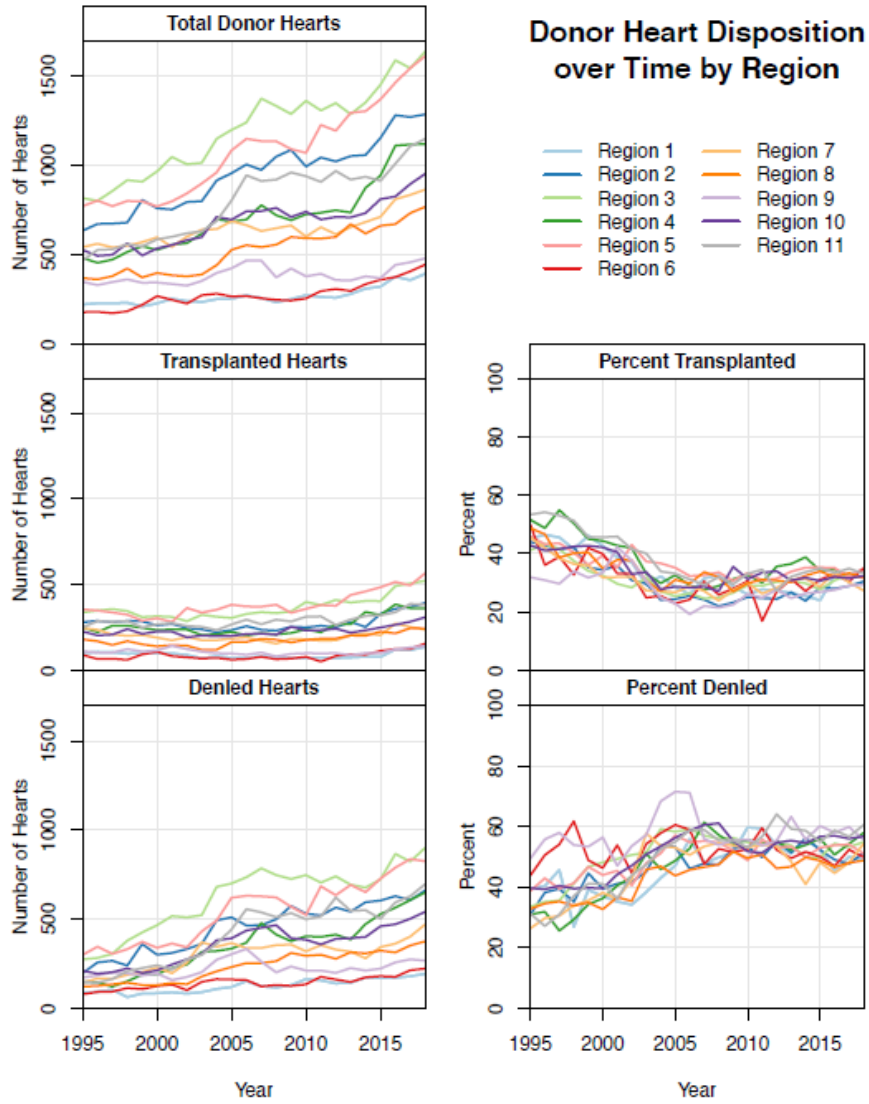 Donor Heart Disposition
over Time by Region
Region 1
Region 2
Region 3
Region 4
Region 5
Region 6
Region 7
Region 8
Region 9
Region 10
Region 11
Total Donor Hearts
Number of Hearts
1500
1000
500
0
Transplanted Hearts
Number of Hearts
1500
1000
500
0
Percent Transplanted
Percent
100
80
60
40
20
0
Denied Hearts
Number of Hearts
1500
1000
500
0
1995 2000 2005 2010 2015
Year
Percent Denied
Percent
100
80
60
40
20
0
1995 2000 2005 2010 2015
Year